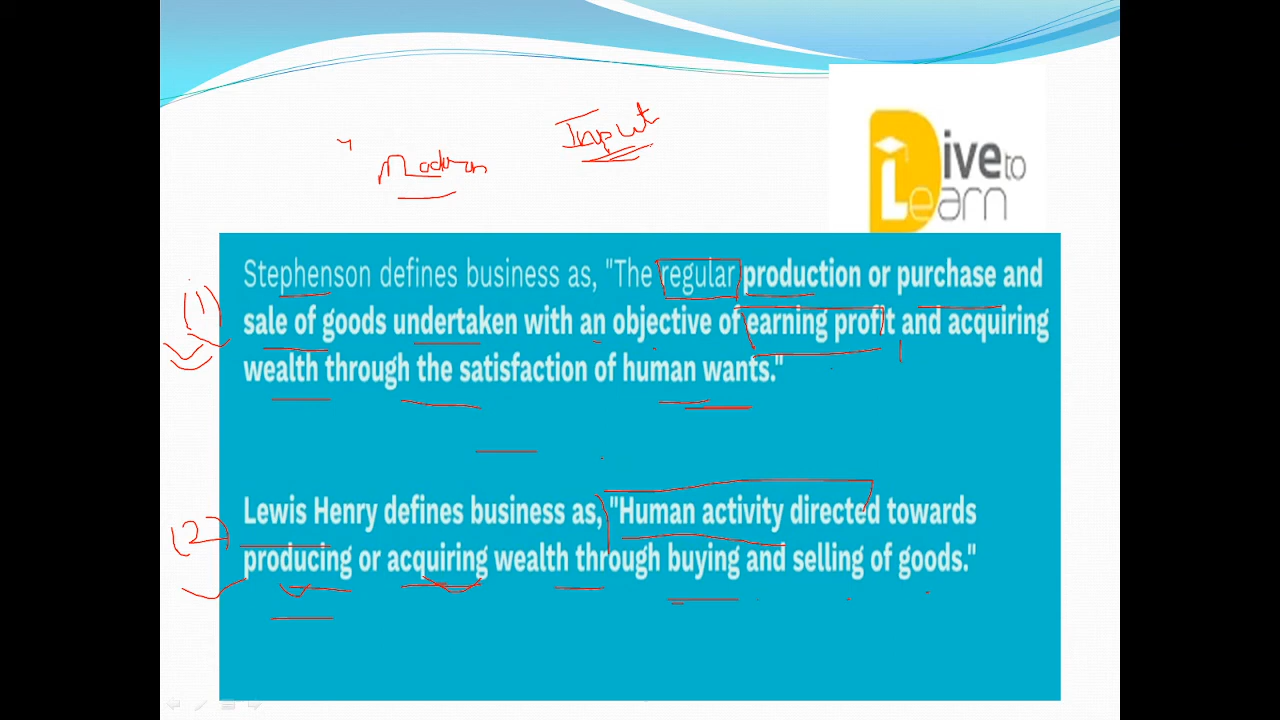 Input
Modern
Dive to
Learn
Stephenson defines business as, "The regular production or purchase and
sale of goods undertaken with an objective of earning profit and acquiring
wealth through the satisfaction of human wants."
(1)
Lewis Henry defines business as, "Human activity directed towards
producing or acquiring wealth through buying and selling of goods."
(2)